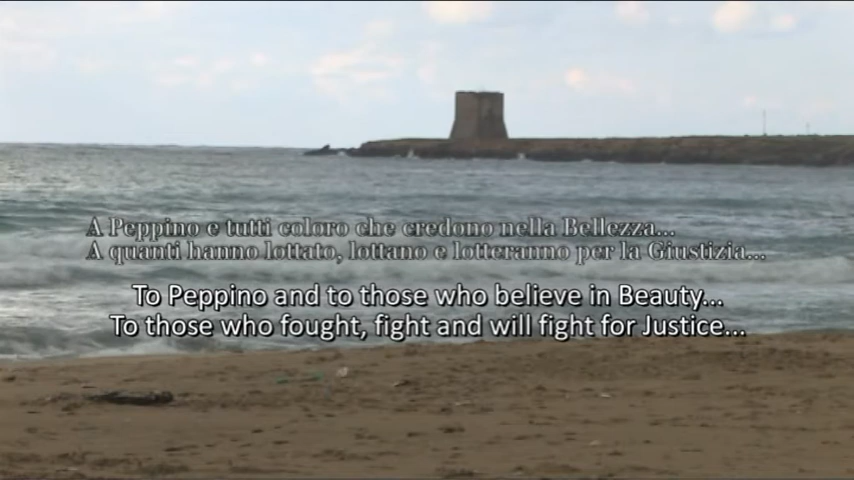 A Peppino e tutti coloro che credono nella Bellezza...
A quanti hanno lottato, lottano e lotteranno per la Giustizia...
To Peppino and to those who believe in Beauty...
To those who fought, fight and will fight for Justice...